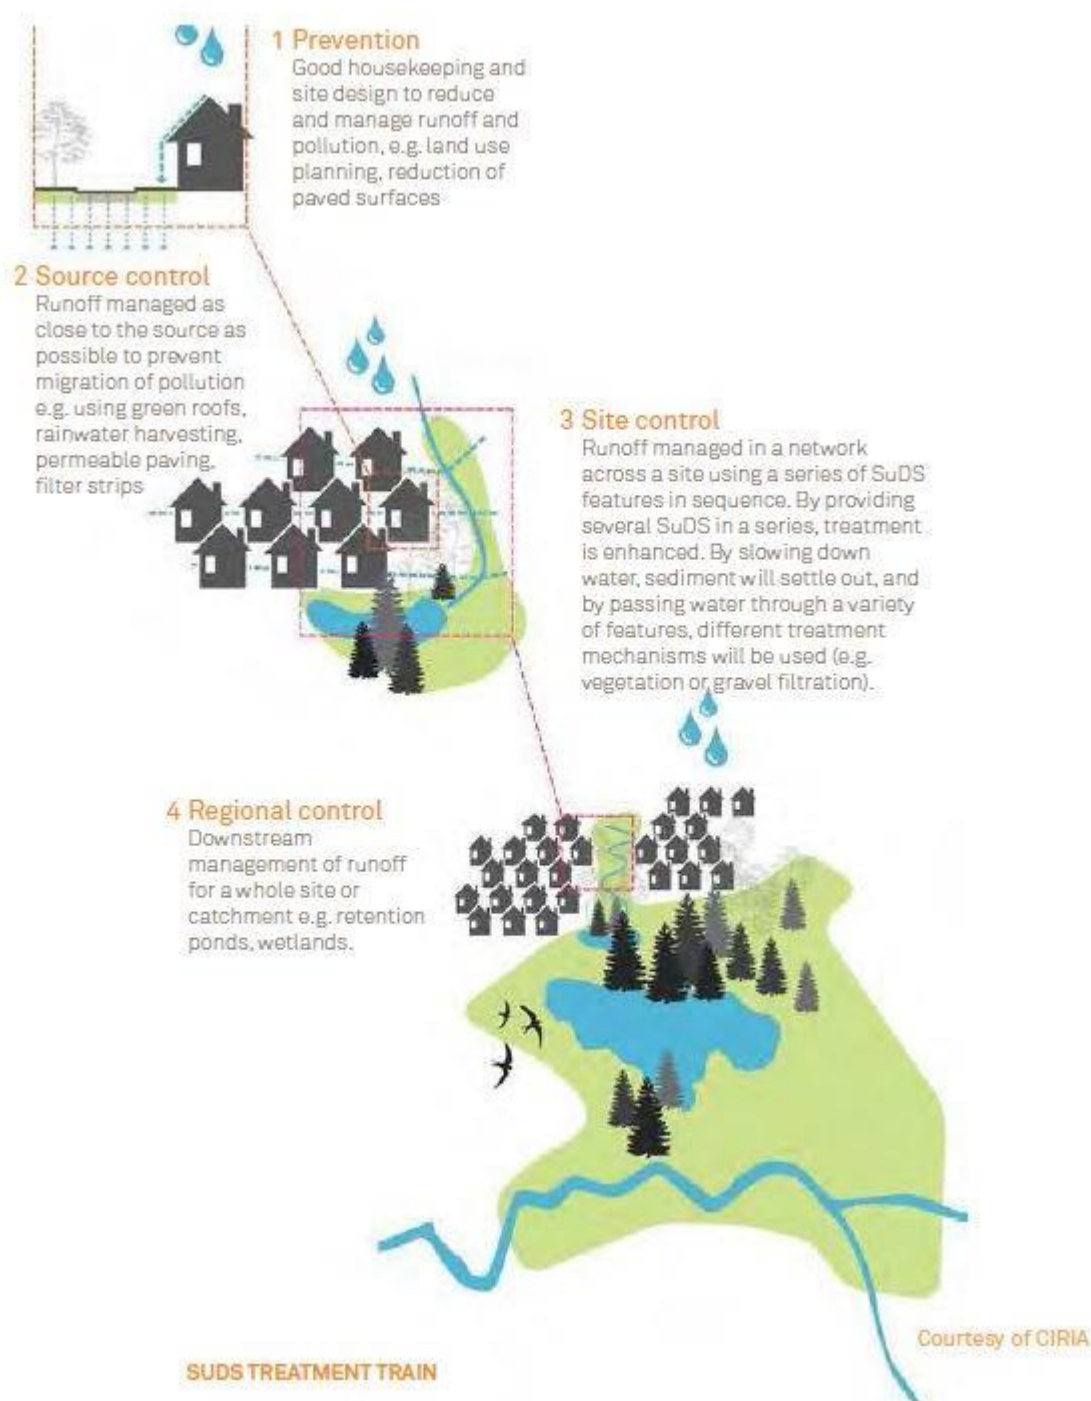 1 Prevention
Good housekeeping and
site design to reduce
and manage runoff and
pollution, e.g. land use
planning, reduction of
paved surfaces
2 Source control
Runoff managed as
close to the source as
possible to prevent
migration of pollution
e.g. using green roofs,
rainwater harvesting,
permeable paving,
filter strips
3 Site control
Runoff managed in a network
across a site using a series of SuDS
features in sequence. By providing
several SuDS in a series, treatment
is enhanced. By slowing down
water, sediment will settle out, and
by passing water through a variety
of features, different treatment
mechanisms will be used (e.g.
vegetation or gravel filtration).
4 Regional control
Downstream
management of runoff
for a whole site or
catchment e.g. retention
ponds, wetlands.
Courtesy of CIRIA
SUDS TREATMENT TRAIN